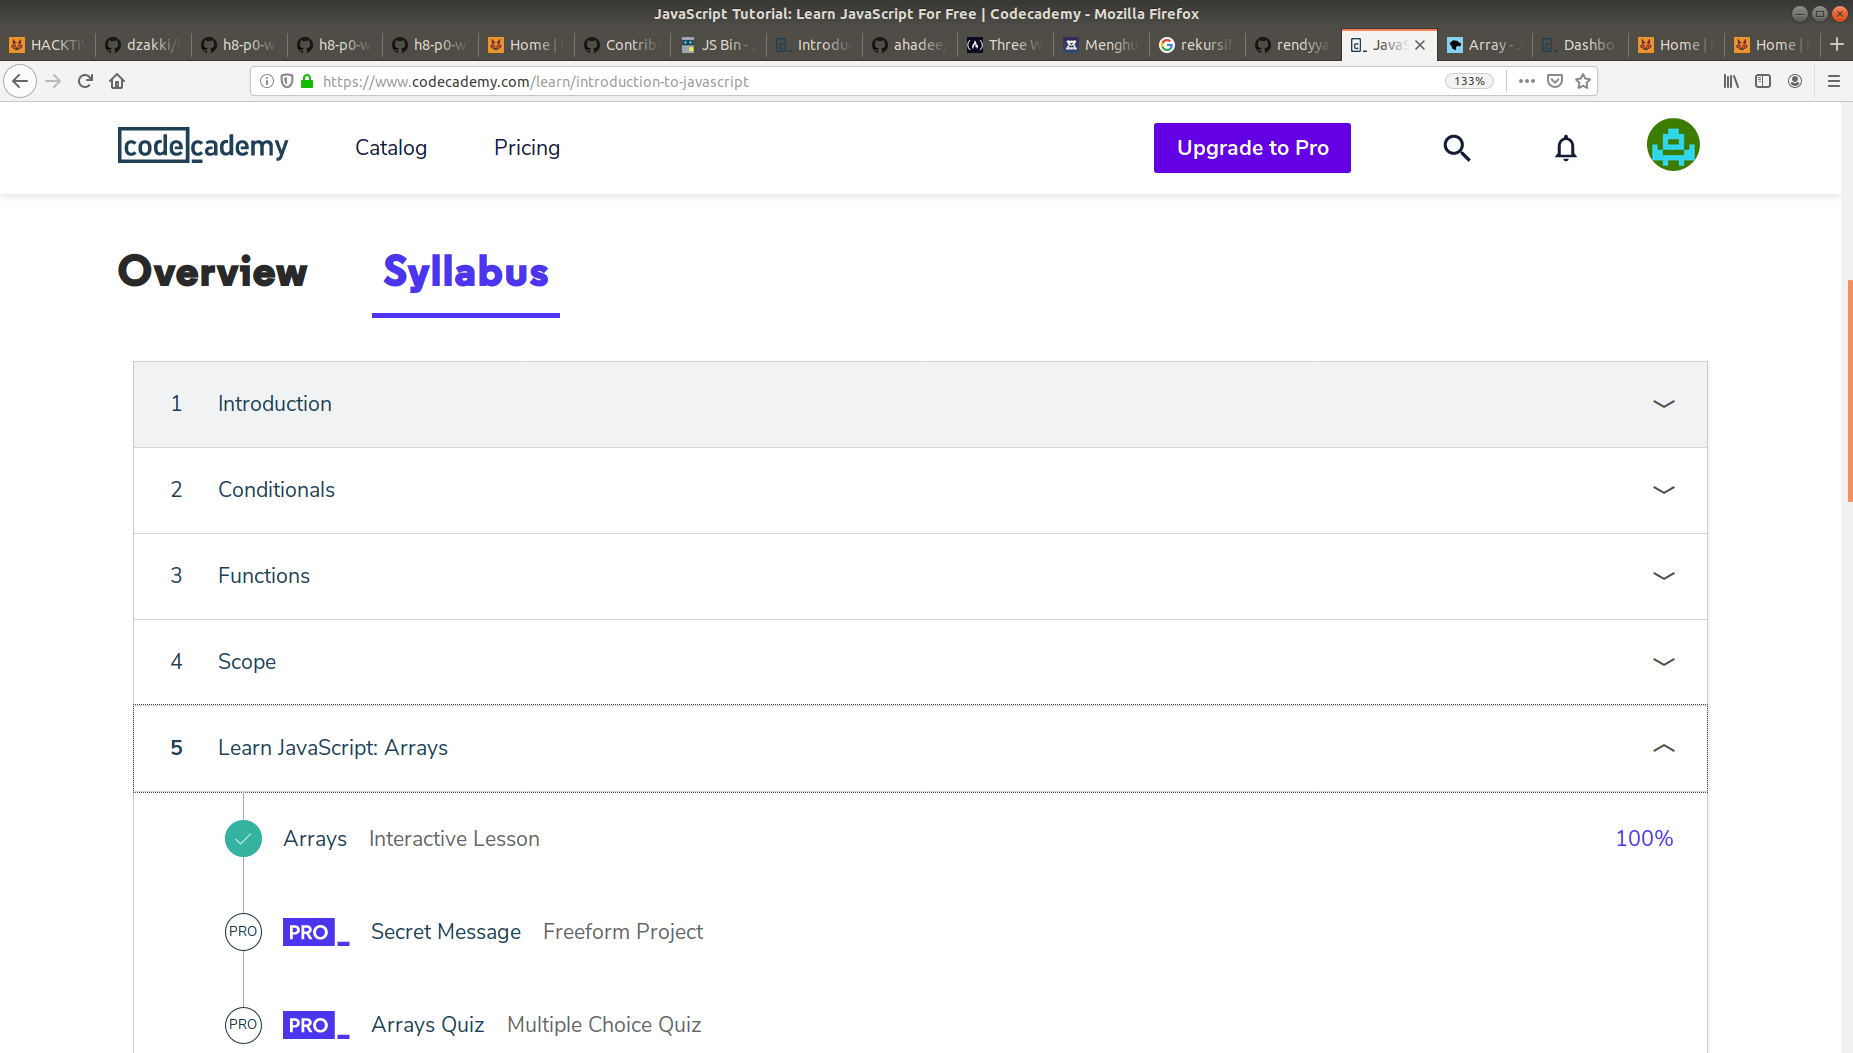 JavaScript Tutorial: Learn JavaScript For Free | Codecademy - Mozilla Firefox
HACKTI dzakki/ h8-p0-w h8-p0-w h8-p0-w Home | Contrib JS Bin - Introdu ahadee Three W Menghu rekursif rendyya JavaS Array - Dashbo Home | Home |
https://www.codecademy.com/learn/introduction-to-javascript 133%
codecademy Catalog Pricing Upgrade to Pro
Overview Syllabus
1 Introduction
2 Conditionals
3 Functions
4 Scope
5 Learn JavaScript: Arrays
Arrays Interactive Lesson 100%
PRO PRO_ Secret Message Freeform Project
PRO PRO_ Arrays Quiz Multiple Choice Quiz